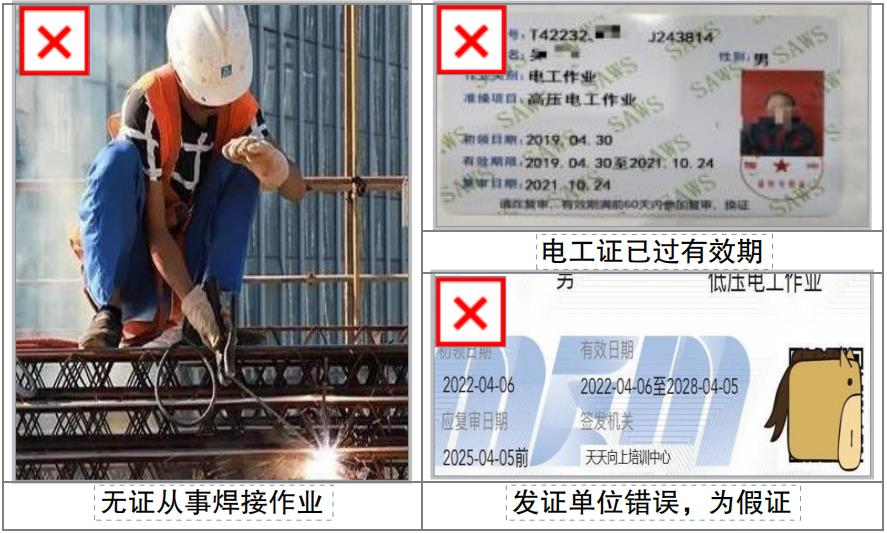 无证从事焊接作业
号：T42232 J243814
名：
性别：男
作业类别：电工作业
准操项目：高压电工作业
初领日期：2019.04.30
有效期限：2019.04.30至2021.10.24
复审日期：2021.10.24
请在复审、有效期满前60天内参加复审、换证
SAWS
SAWS
SAWS
SAWS
SAWS
SAWS
电工证已过有效期
男
低压电工作业
初领日期
有效日期
2022-04-06
2022-04-06至2028-04-05
应复审日期
签发机关
2025-04-05前
天天向上培训中心
MEM
发证单位错误，为假证